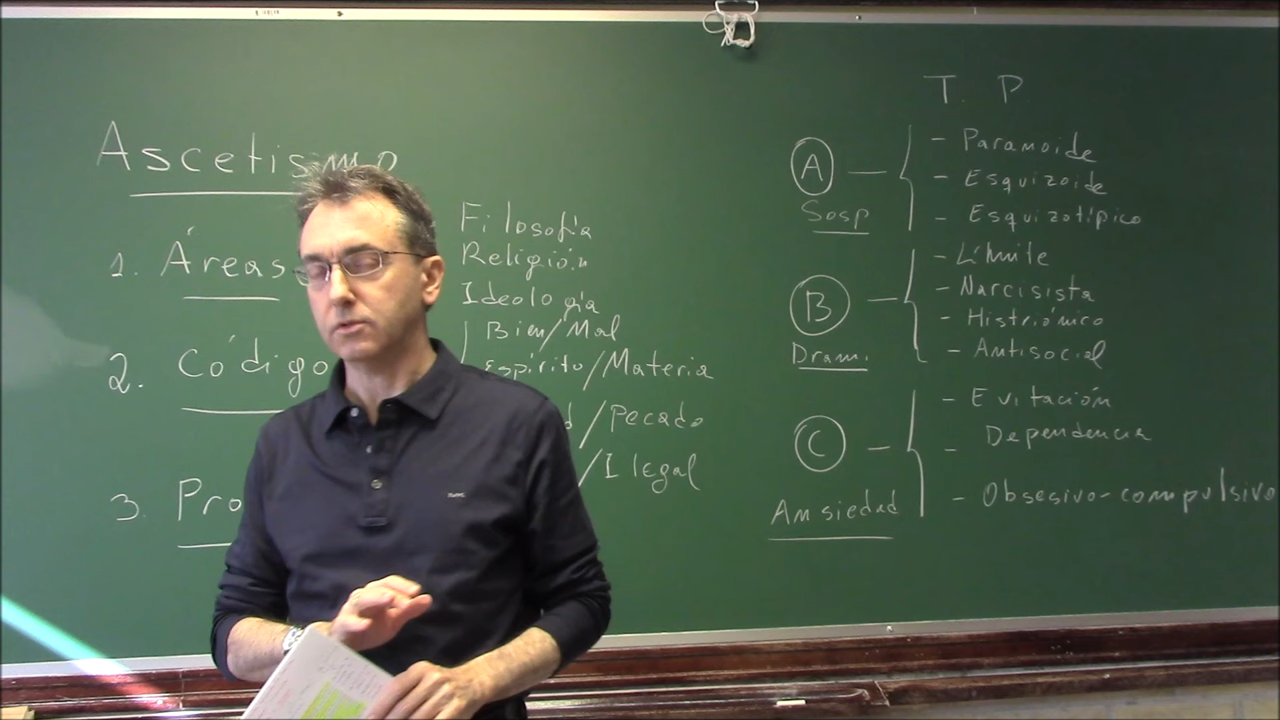 Ascetismo
1. Áreas
Filosofía
Religión
Ideología
2. Código
Bien/Mal
Espírito/Materia
/Pecado
/Ilegal
3. Pro
T. P.
A
Sosp
- Paranoide
- Esquizoide
- Esquizotípico
B
Dram.
- Límite
- Narcisista
- Histriónico
- Antisocial
C
Ansiedad
- Evitación
- Dependencia
- Obsesivo-compulsivo